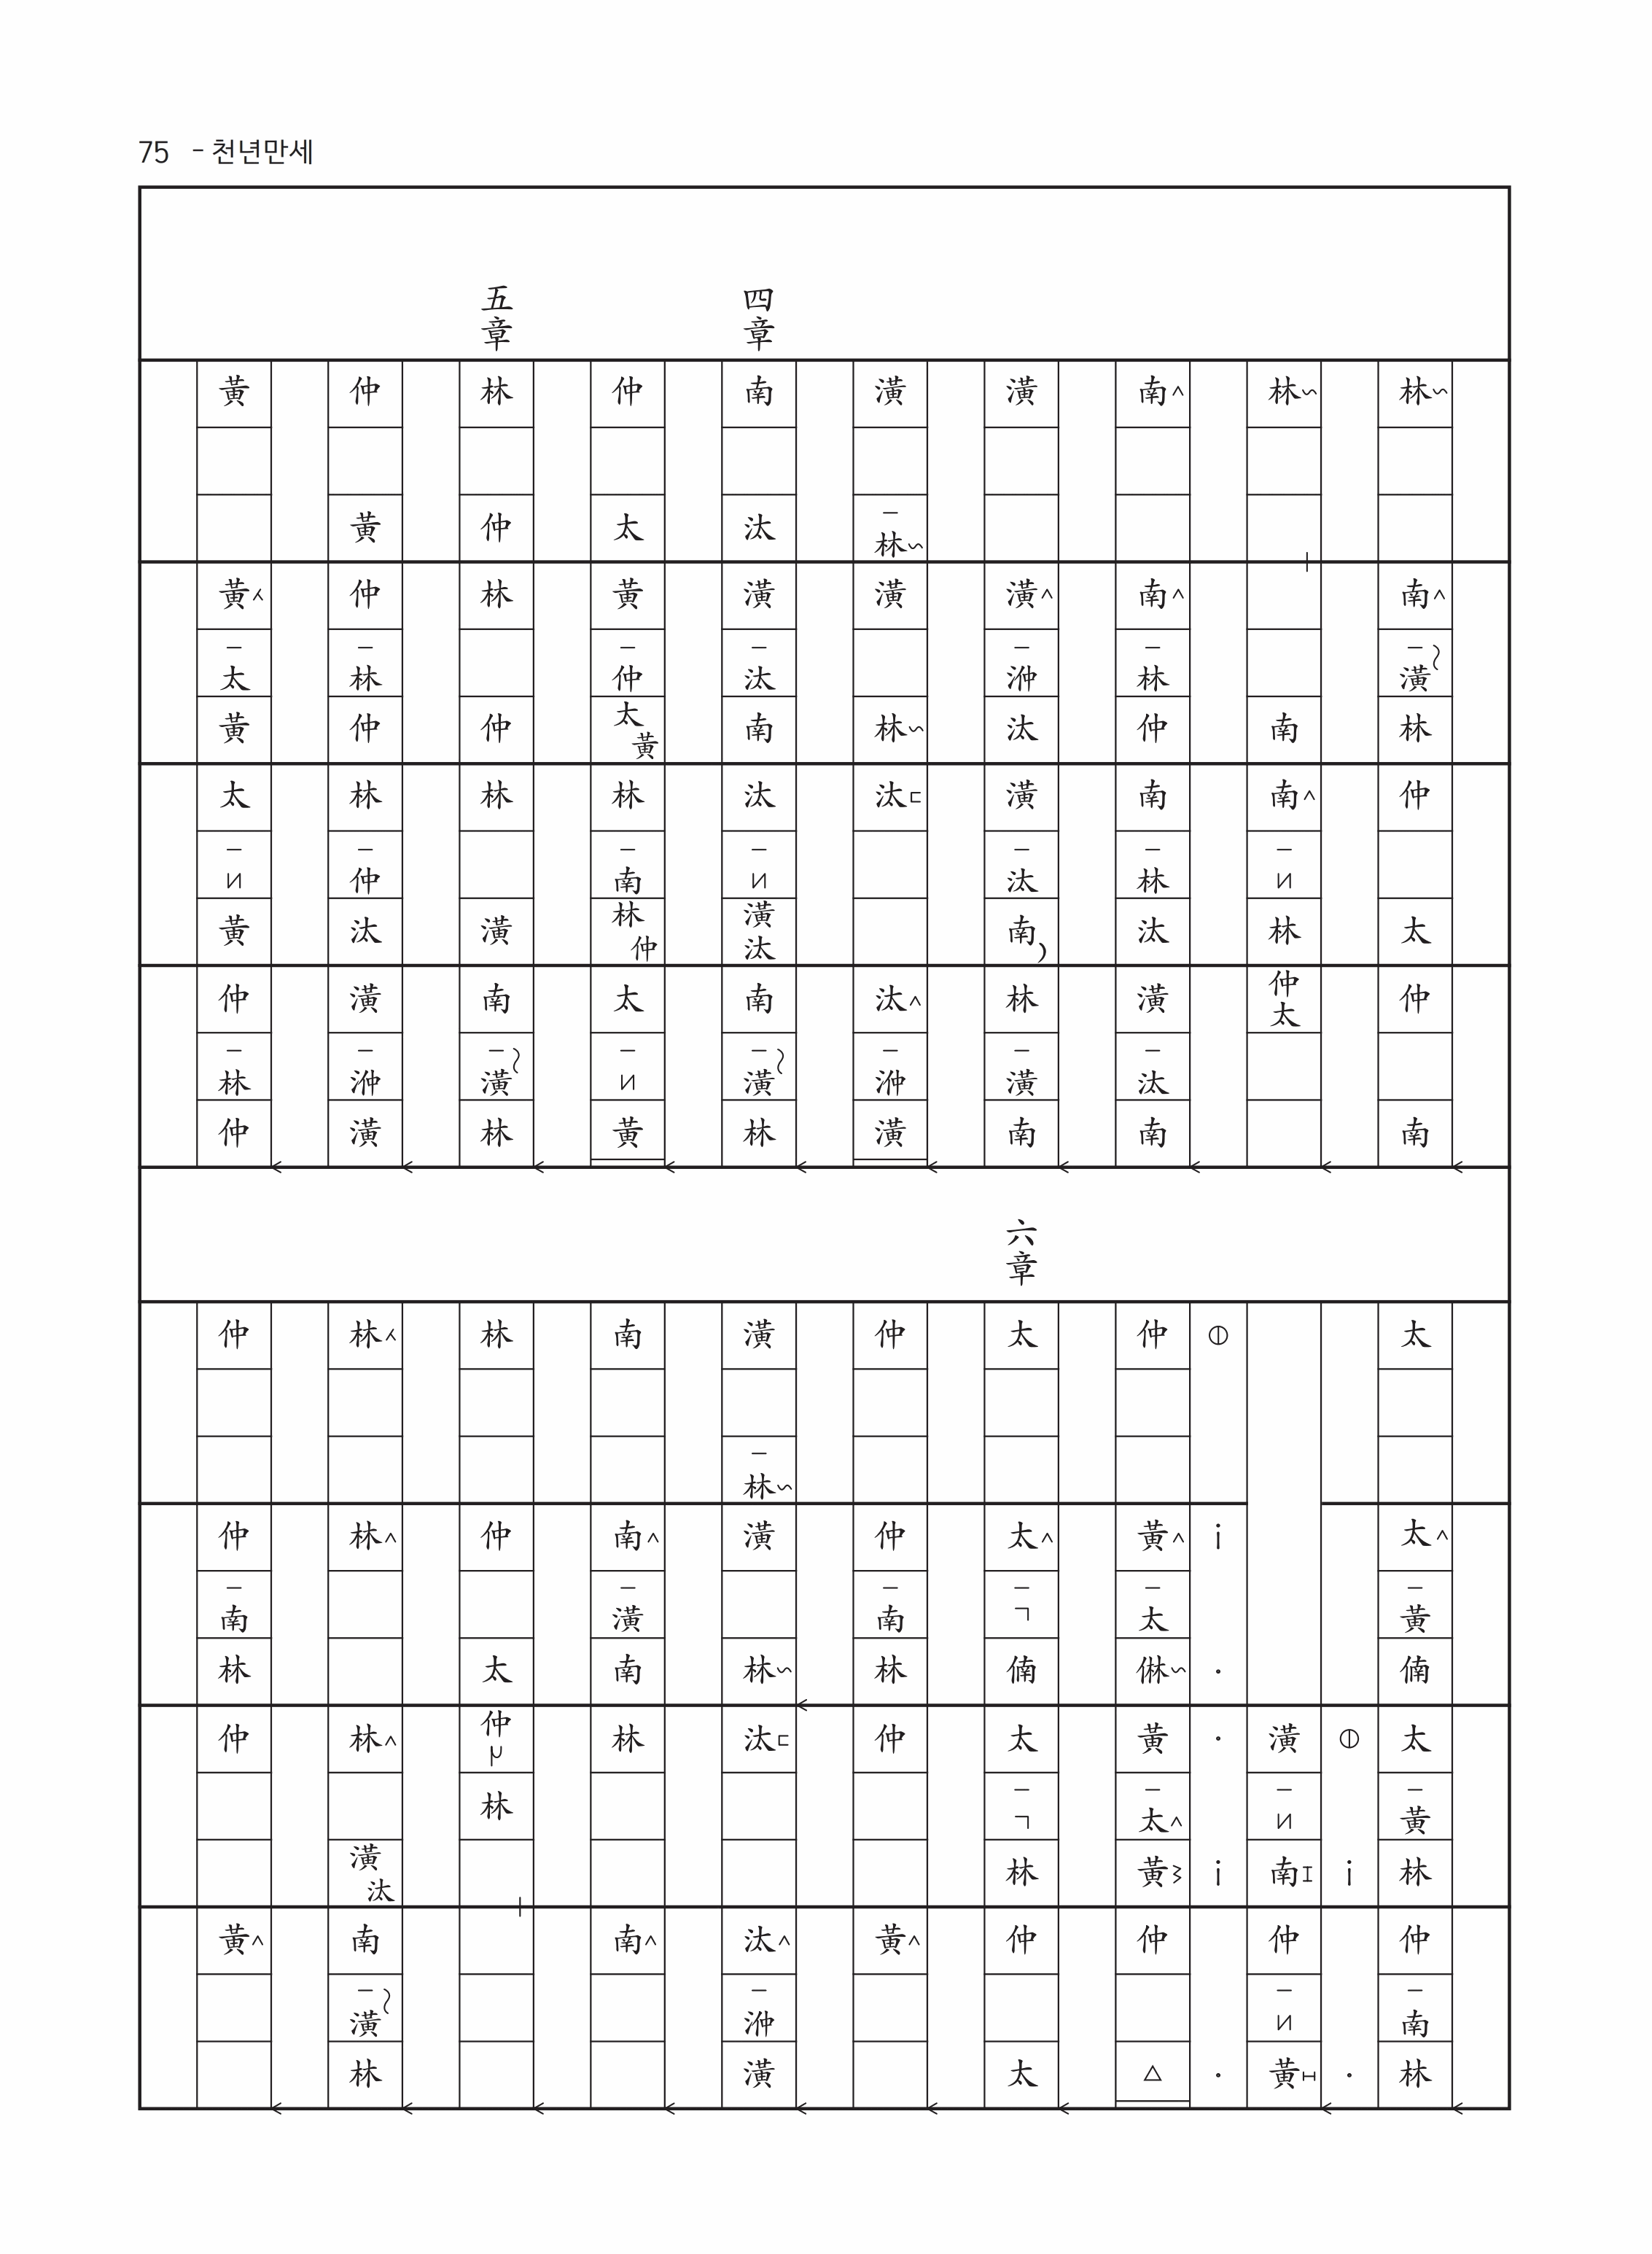 75 - 천년만세
林 南 潢 林 仲 太 仲 南
林 南 南 林 仲 太
南 南 林 仲 南 林 汰 潢 汰 南
潢 潢 㳞 汰 潢 汰 南 林 潢 南
潢 林 潢 林 汰 汰 㳞 潢
四章 南 汰 潢 汰 南 汰 潢 汰 南 潢 林
仲 太 黃 仲 太 黃 林 南 林 仲 太 黃
五章 林 仲 林 仲 林 潢 南 潢 林
仲 黃 仲 林 仲 林 仲 汰 潢 㳞 潢
黃 黃 太 黃 太 黃 仲 林 仲
太 太 黃 㑲 太 黃 林 仲 南 林
潢 南 仲 黃
仲 黃 太 㑣 黃 太 黃 仲 △
六章 太 太 㑲 太 林 仲 太
仲 仲 南 林 仲 黃
潢 林 潢 林 汰 汰 㳞 潢
南 南 潢 南 林 南
林 仲 太 仲 林
林 林 林 潢 汰 南 潢 林
仲 仲 南 林 仲 黃